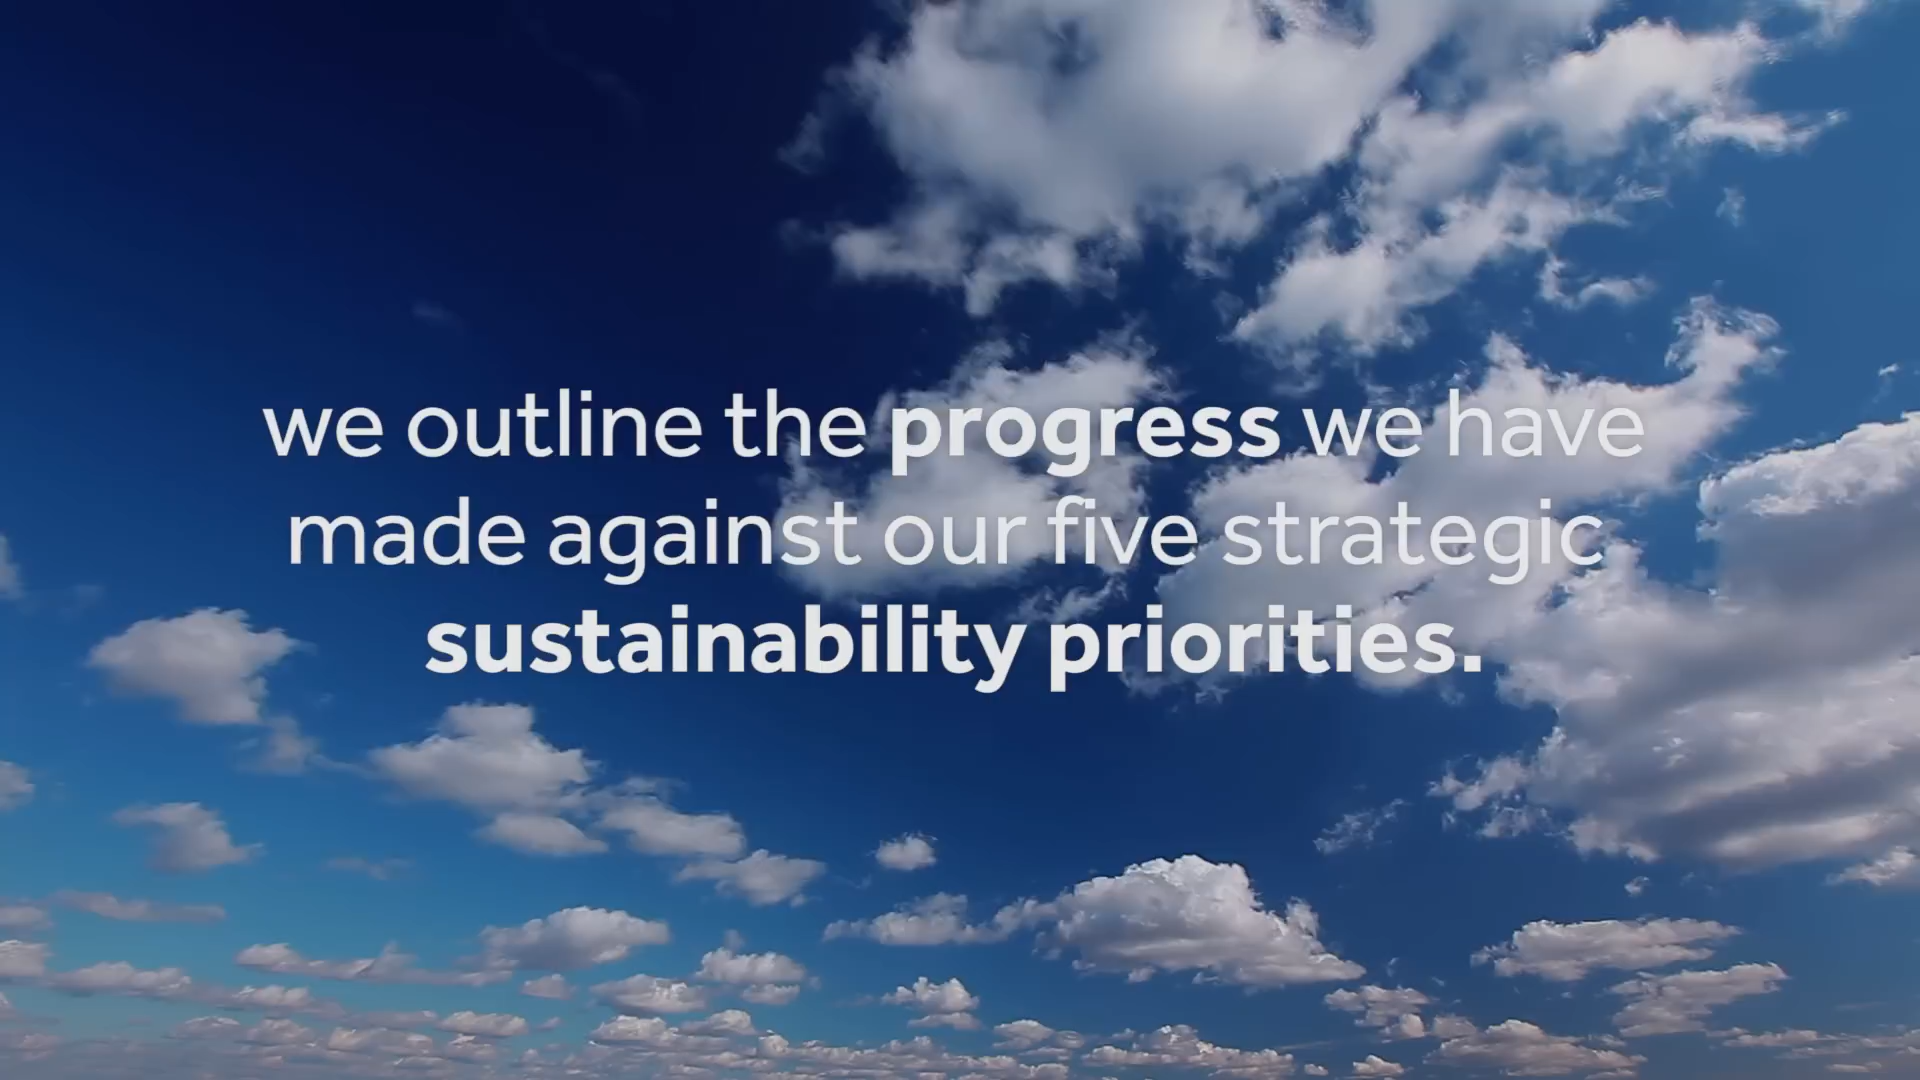 we outline the progress we have
made against our five strategic
sustainability priorities.